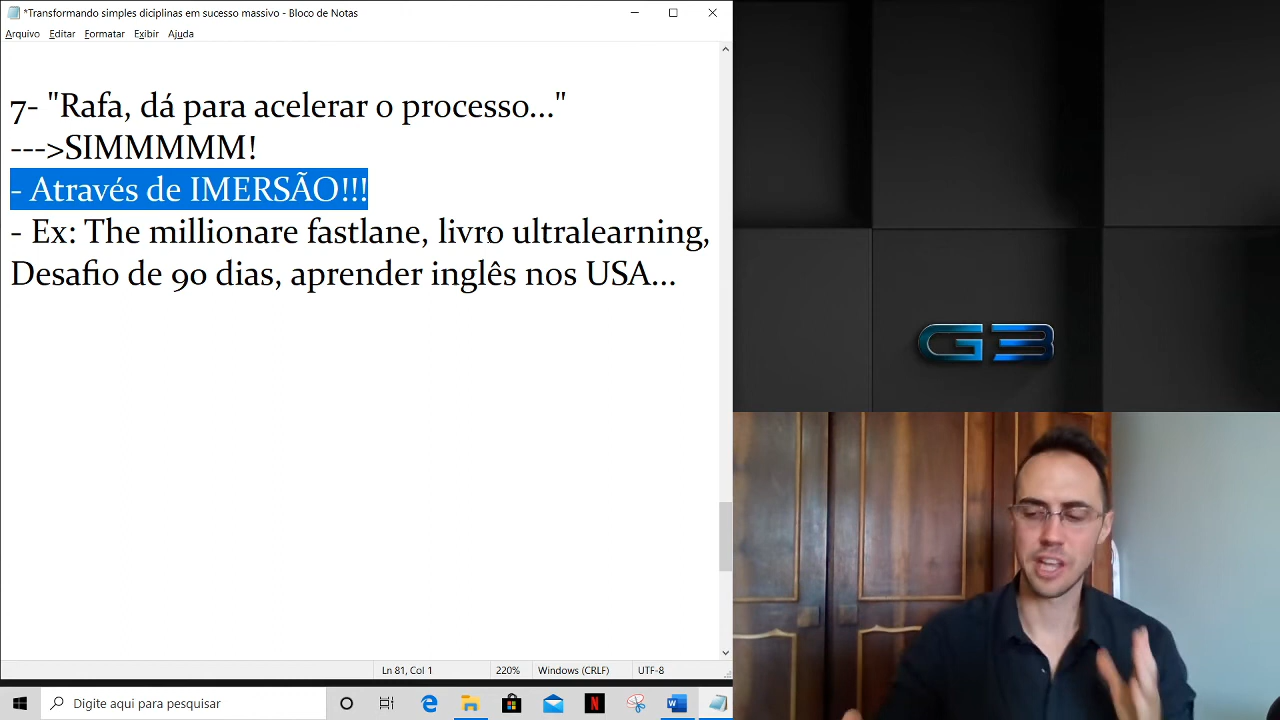 *Transformando simples diciplinas em sucesso massivo - Bloco de Notas
Arquivo Editar Formatar Exibir Ajuda
7- "Rafa, dá para acelerar o processo..."
--->SIMMMMM!
- Através de IMERSÃO!!!
- Ex: The millionare fastlane, livro ultralearning,
Desafio de 90 dias, aprender inglês nos USA...
G3
Ln 81, Col 1 220% Windows (CRLF) UTF-8
Digite aqui para pesquisar